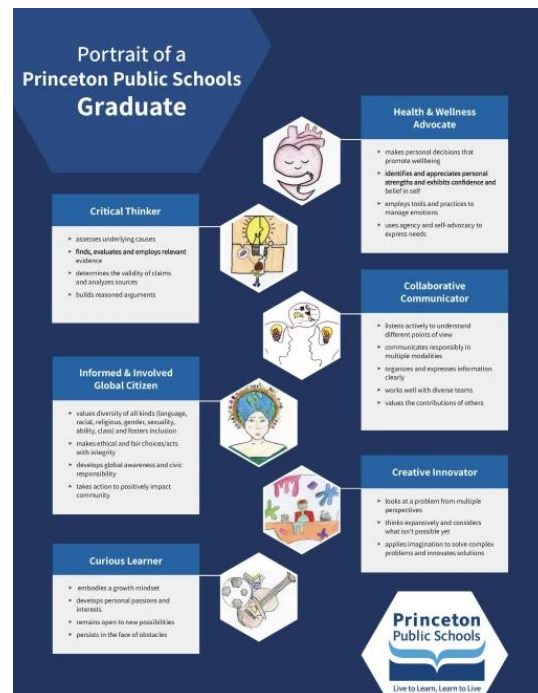 Portrait of a
Princeton Public Schools
Graduate
Health & Wellness
Advocate
➤ makes personal decisions that
promote wellbeing
➤ identifies and appreciates personal
strengths and exhibits confidence and
belief in self
➤ employs tools and practices to
manage emotions
➤ uses agency and self-advocacy to
express needs
Critical Thinker
➤ assesses underlying causes
➤ finds, evaluates and employs relevant
evidence
➤ determines the validity of claims
and analyzes sources
➤ builds reasoned arguments
Collaborative
Communicator
➤ listens actively to understand
different points of view
➤ communicates responsibly in
multiple modalities
➤ organizes and expresses information
clearly
➤ works well with diverse teams
➤ values the contributions of others
Informed & Involved
Global Citizen
➤ values diversity of all kinds (language,
racial, religious, gender, sexuality,
ability, class) and fosters inclusion
➤ makes ethical and fair choices/acts
with integrity
➤ develops global awareness and civic
responsibility
➤ takes action to positively impact
community
Creative Innovator
➤ looks at a problem from multiple
perspectives
➤ thinks expansively and considers
what isn't possible yet
➤ applies imagination to solve complex
problems and innovates solutions
Curious Learner
➤ embodies a growth mindset
➤ develops personal passions and
interests
➤ remains open to new possibilities
➤ persists in the face of obstacles
Princeton
Public Schools
Live to Learn, Learn to Live